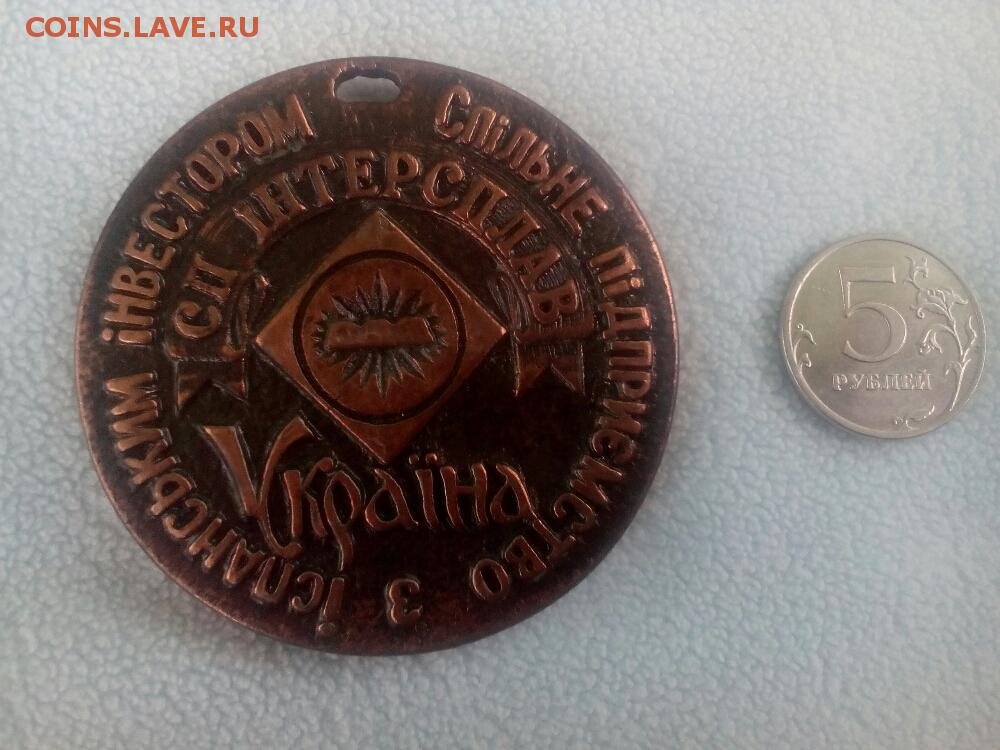 COINS.LAVE.RU
СПІЛЬНЕ ПІДПРИЄМСТВО З ІСПАНСЬКИМ ІНВЕСТОРОМ
СП ІНТЕРСПЛАВ
Україна
5
РУБЛЕЙ